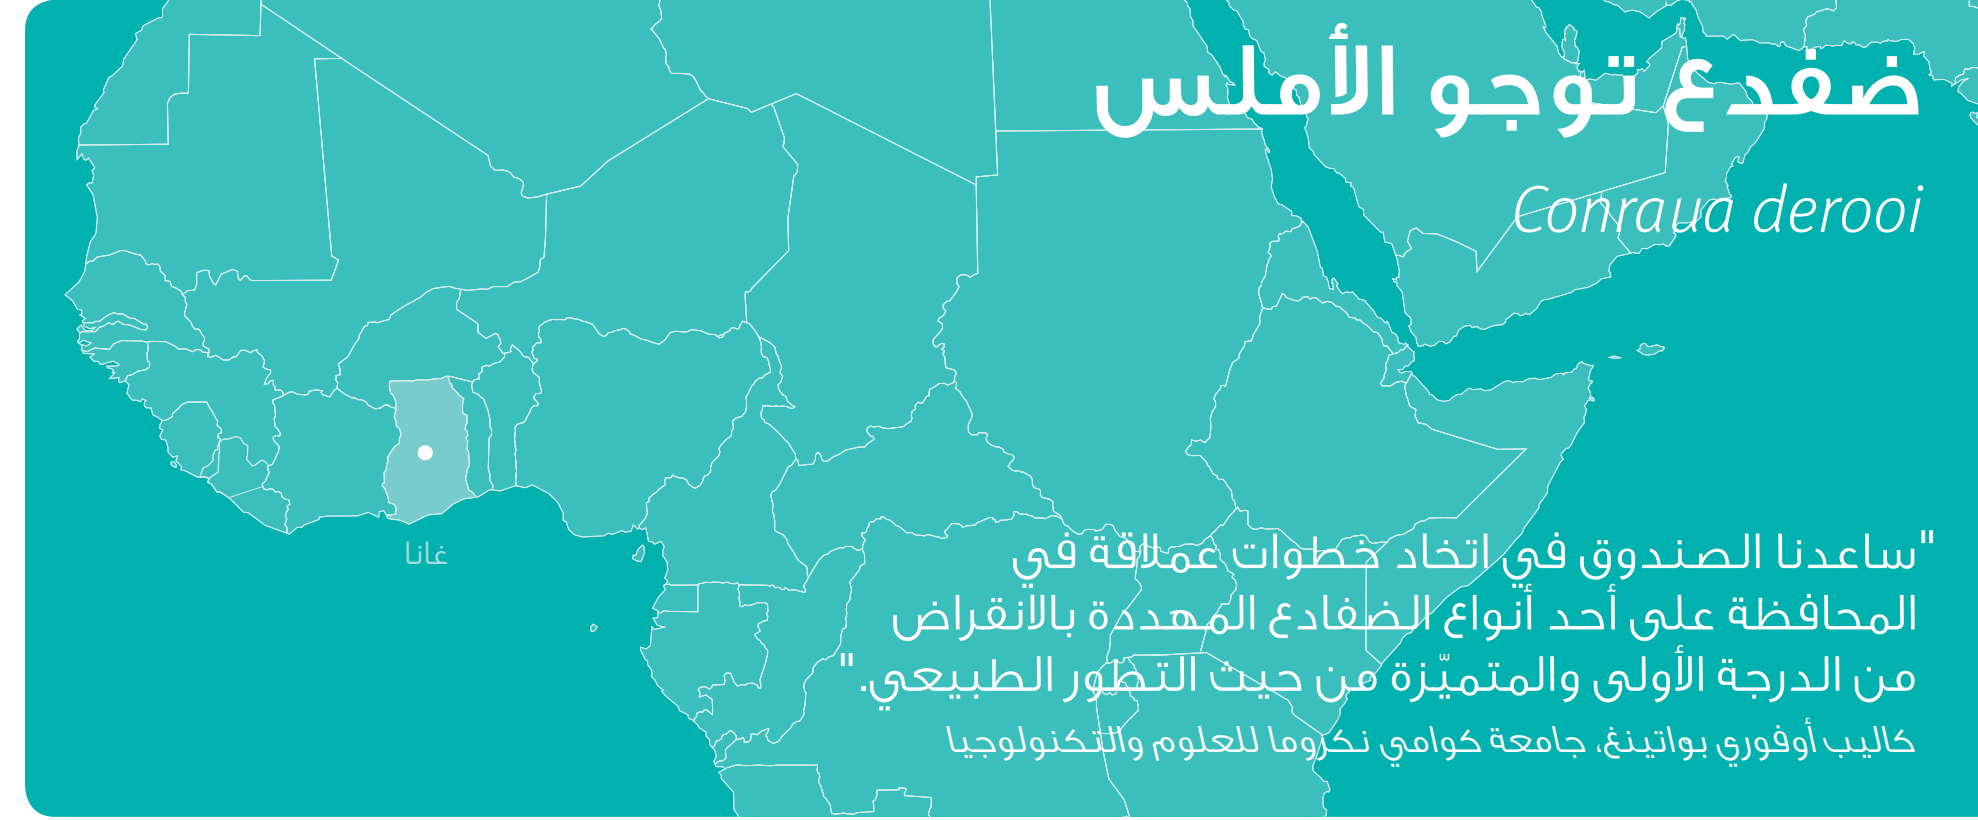 ضفدع توجو الأملس
Conraua derooi
غانا
"ساعدنا الصندوق في اتخاد خطوات عملاقة في
المحافظة على أحد أنواع الضفادع المهددة بالانقراض
من الدرجة الأولى والمتميّزة من حيث التطور الطبيعي."
كاليب أوفوري بواتينغ، جامعة كوامي نكروما للعلوم والتكنولوجيا